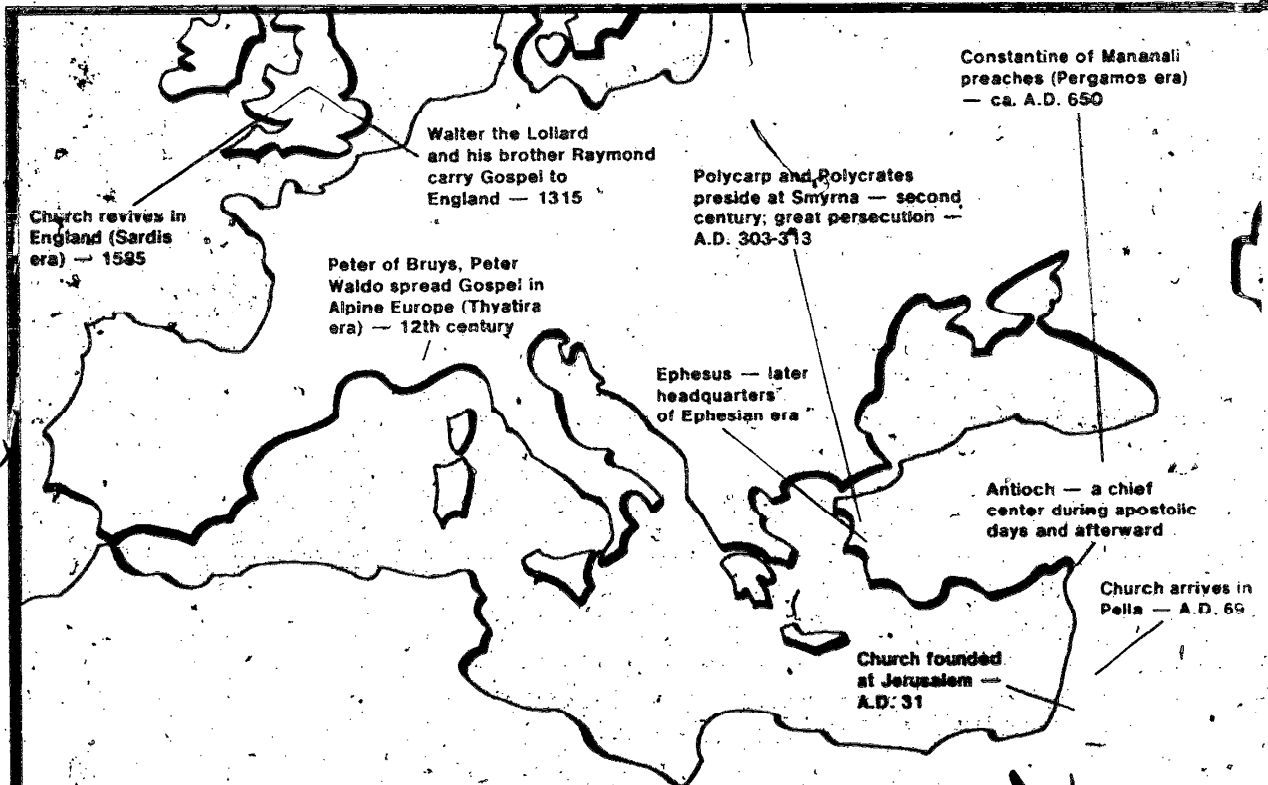 Constantine of Mananali
preaches (Pergamos era)
— ca. A.D. 650
Walter the Lollard
and his brother Raymond
carry Gospel to
England — 1315
Polycarp and Polycrates
preside at Smyrna — second
century; great persecution —
A.D. 303-313
Church revives in
England (Sardis
era) — 1585
Peter of Bruys, Peter
Waldo spread Gospel in
Alpine Europe (Thyatira
era) — 12th century
Ephesus — later
headquarters
of Ephesian era
Antioch — a chief
center during apostolic
days and afterward
Church arrives in
Pella — A.D. 69
Church founded
at Jerusalem —
A.D. 31